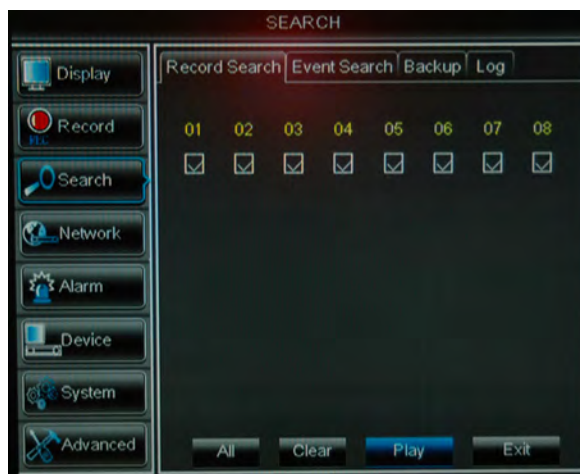 SEARCH
Display
Record
REC
Search
Network
Alarm
Device
System
Advanced
Record Search Event Search Backup Log
01 02 03 04 05 06 07 08
All Clear Play Exit